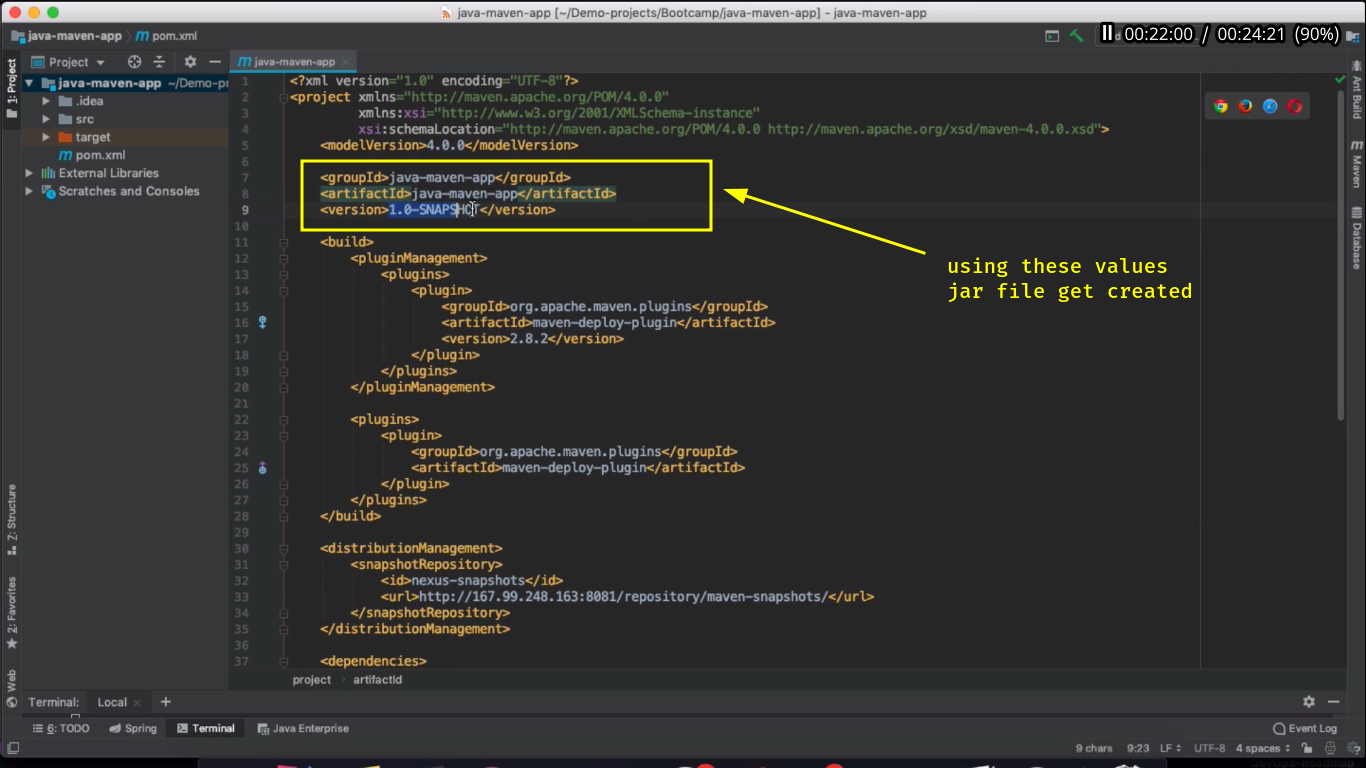 java-maven-app [~/Demo-projects/Bootcamp/java-maven-app] - java-maven-app
java-maven-app
pom.xml
00:22:00 / 00:24:21 (90%)
1: Project
Project
java-maven-app
java-maven-app ~/Demo-pr
.idea
src
target
pom.xml
External Libraries
Scratches and Consoles
1 <?xml version="1.0" encoding="UTF-8"?>
2 <project xmlns="http://maven.apache.org/POM/4.0.0"
3 xmlns:xsi="http://www.w3.org/2001/XMLSchema-instance"
4 xsi:schemaLocation="http://maven.apache.org/POM/4.0.0 http://maven.apache.org/xsd/maven-4.0.0.xsd">
5 <modelVersion>4.0.0</modelVersion>
6
7 <groupId>java-maven-app</groupId>
8 <artifactId>java-maven-app</artifactId>
9 <version>1.0-SNAPSHOT</version>
10
11 <build>
12 <pluginManagement>
13 <plugins>
14 <plugin>
15 <groupId>org.apache.maven.plugins</groupId>
16 <artifactId>maven-deploy-plugin</artifactId>
17 <version>2.8.2</version>
18 </plugin>
19 </plugins>
20 </pluginManagement>
21
22 <plugins>
23 <plugin>
24 <groupId>org.apache.maven.plugins</groupId>
25 <artifactId>maven-deploy-plugin</artifactId>
26 </plugin>
27 </plugins>
28 </build>
29
30 <distributionManagement>
31 <snapshotRepository>
32 <id>nexus-snapshots</id>
33 <url>http://167.99.248.163:8081/repository/maven-snapshots/</url>
34 </snapshotRepository>
35 </distributionManagement>
36
37 <dependencies>
using these values
jar file get created
Ant Build
Maven
Database
Z: Structure
2: Favorites
Web
project
artifactId
Terminal:
Local
6: TODO
Spring
Terminal
Java Enterprise
Event Log
9 chars
9:23
LF
UTF-8
4 spaces
DevOps-Roadmap